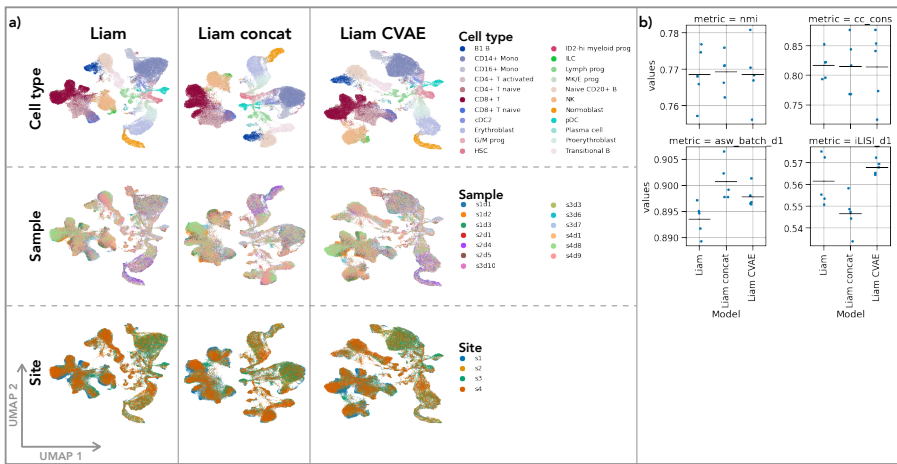 a)
Liam
Liam concat
Liam CVAE
Cell type
Cell type
B1 B
CD14+ Mono
CD16+ Mono
CD4+ T activated
CD4+ T naive
CD8+ T
CD8+ T naive
cDC2
Erythroblast
G/M prog
HSC
ID2-hi myeloid prog
ILC
Lymph prog
MK/E prog
Naive CD20+ B
NK
Normoblast
pDC
Plasma cell
Proerythroblast
Transitional B
Sample
Sample
s1d1
s1d2
s1d3
s2d1
s2d4
s2d5
s3d10
s3d3
s3d6
s3d7
s4d1
s4d8
s4d9
Site
Site
s1
s2
s3
s4
UMAP 2
UMAP 1
b)
metric = nmi
values
0.78
0.77
0.76
metric = cc_cons
0.85
0.80
0.75
metric = asw_batch_d1
values
0.905
0.900
0.895
0.890
Liam
Liam concat
Liam CVAE
Model
metric = iLISI_d1
0.57
0.56
0.55
0.54
Liam
Liam concat
Liam CVAE
Model